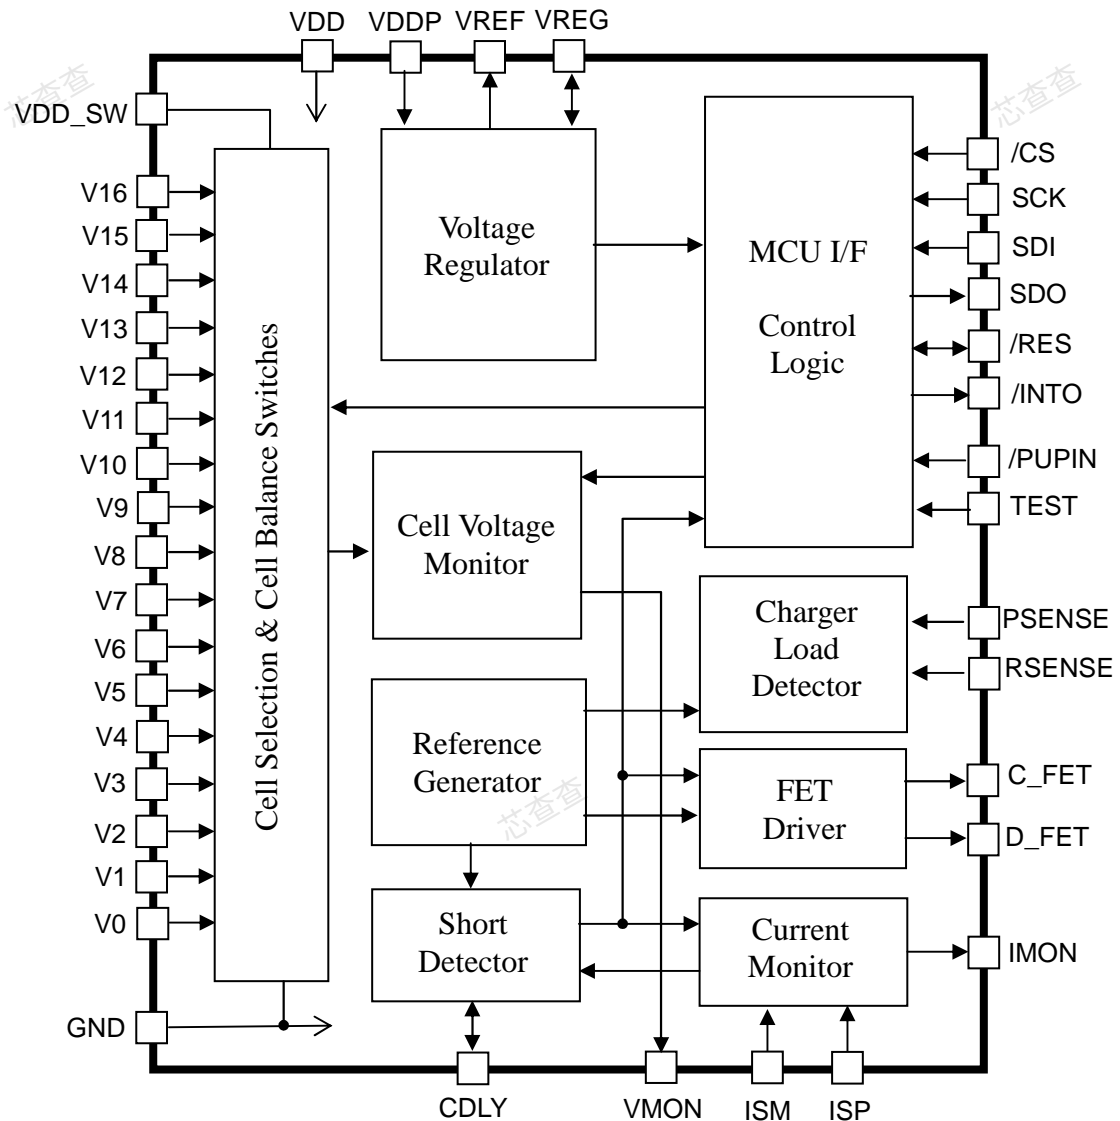 VDD VDDP VREF VREG
芯查查
芯查查
VDD_SW
V16
V15
V14
V13
V12
V11
V10
V9
V8
V7
V6
V5
V4
V3
V2
V1
V0
GND
Cell Selection & Cell Balance Switches
Voltage
Regulator
MCU I/F
Control
Logic
Cell Voltage
Monitor
Charger
Load
Detector
Reference
Generator
芯查查
FET
Driver
Short
Detector
Current
Monitor
/CS
SCK
SDI
SDO
/RES
/INTO
/PUPIN
TEST
PSENSE
RSENSE
C_FET
D_FET
IMON
CDLY VMON ISM ISP